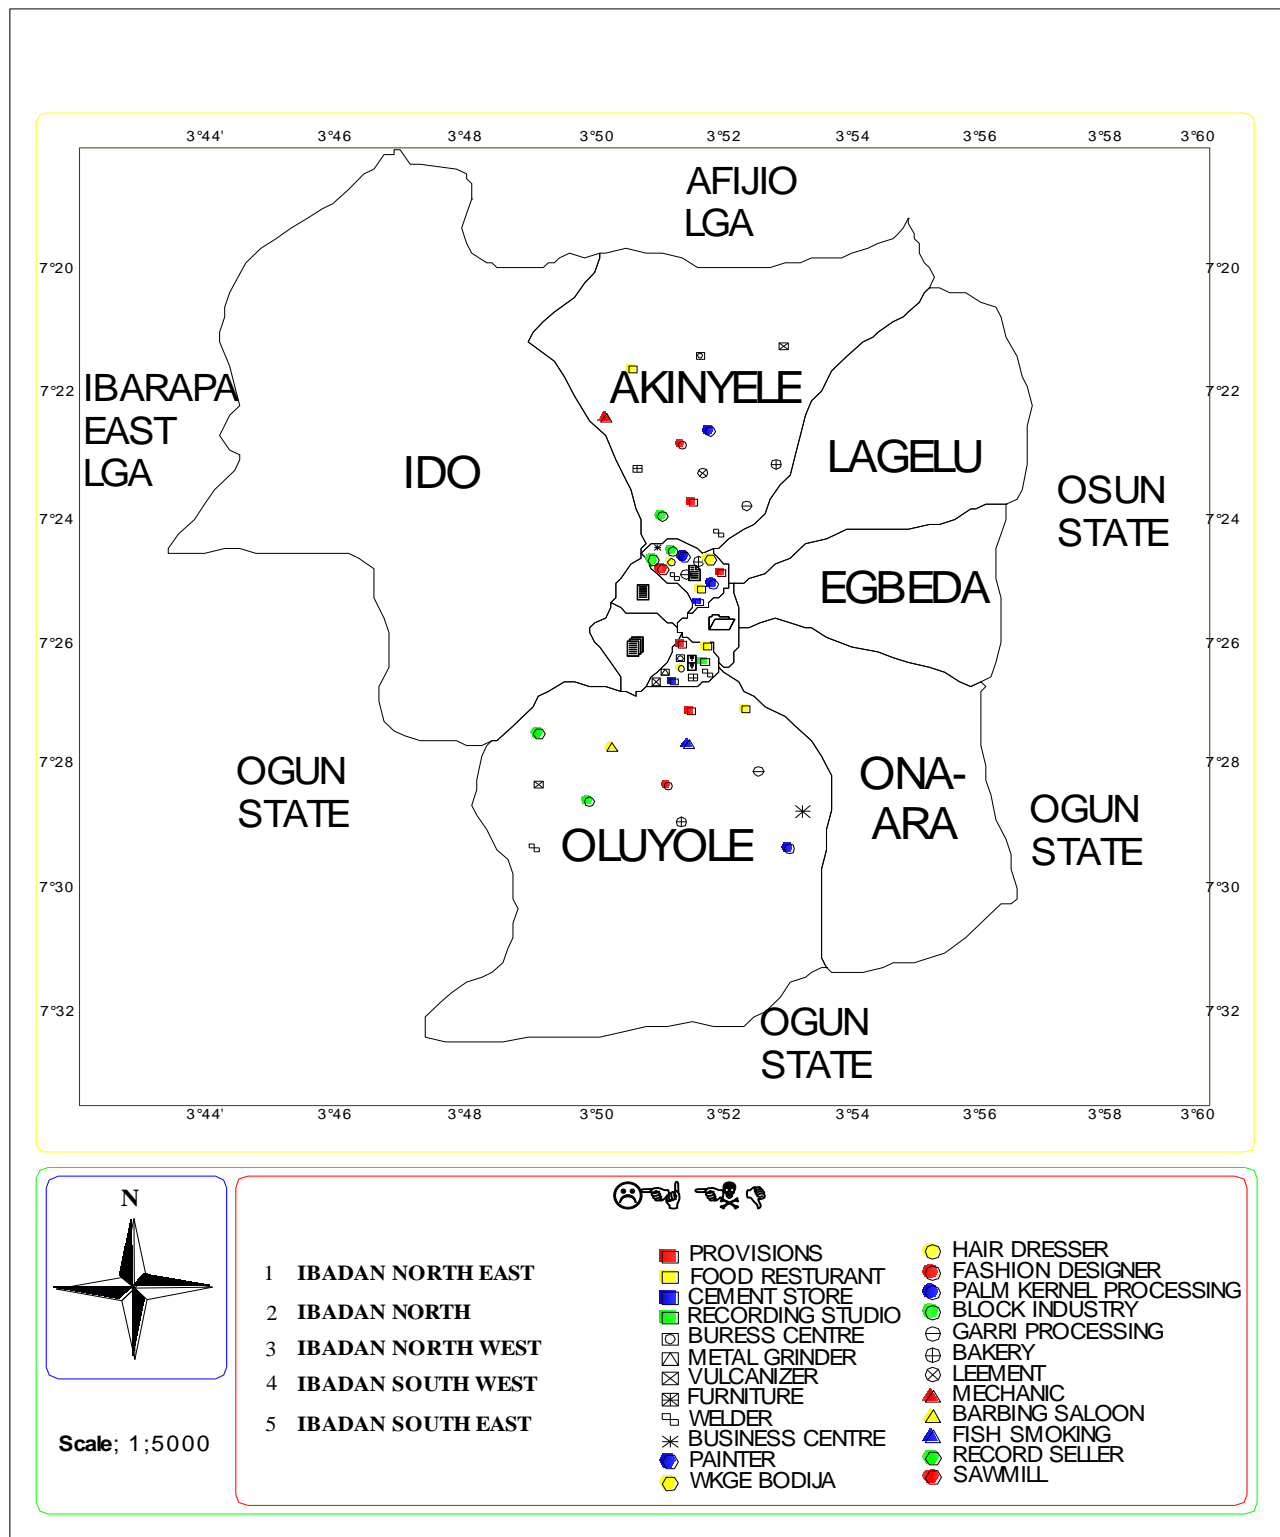 3°44'
3°46
3°48
3°50
3°52
3°54
3°56
3°58
3°60
AFIJIO
LGA
7°20
7°20
IBARAPA
EAST
LGA
7°22
AKINYELE
7°22
IDO
LAGELU
OSUN
STATE
7°24
7°24
EGBEDA
7°26
7°26
OGUN
STATE
7°28
ONA-
ARA
7°28
OGUN
STATE
OLUYOLE
7°30
7°30
7°32
7°32
OGUN
STATE
3°44'
3°46
3°48
3°50
3°52
3°54
3°56
3°58
3°60
N
Scale; 1;5000
1 IBADAN NORTH EAST
2 IBADAN NORTH
3 IBADAN NORTH WEST
4 IBADAN SOUTH WEST
5 IBADAN SOUTH EAST
PROVISIONS
FOOD RESTURANT
CEMENT STORE
RECORDING STUDIO
BURESS CENTRE
METAL GRINDER
VULCANIZER
FURNITURE
WELDER
BUSINESS CENTRE
PAINTER
WKGE BODIJA
HAIR DRESSER
FASHION DESIGNER
PALM KERNEL PROCESSING
BLOCK INDUSTRY
GARRI PROCESSING
BAKERY
LEEMENT
MECHANIC
BARBING SALOON
FISH SMOKING
RECORD SELLER
SAWMILL